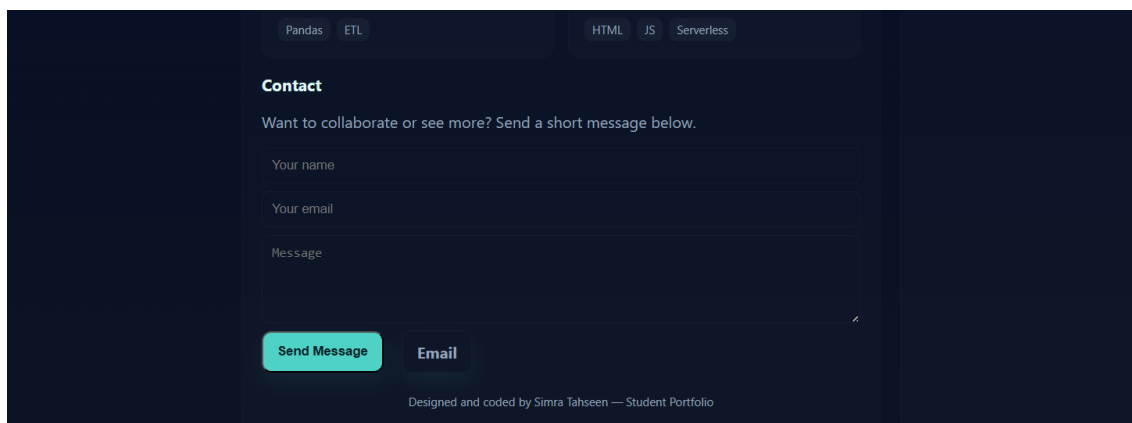 Pandas ETL HTML JS Serverless
Contact
Want to collaborate or see more? Send a short message below.
Your name
Your email
Message
Send Message Email
Designed and coded by Simra Tahseen — Student Portfolio